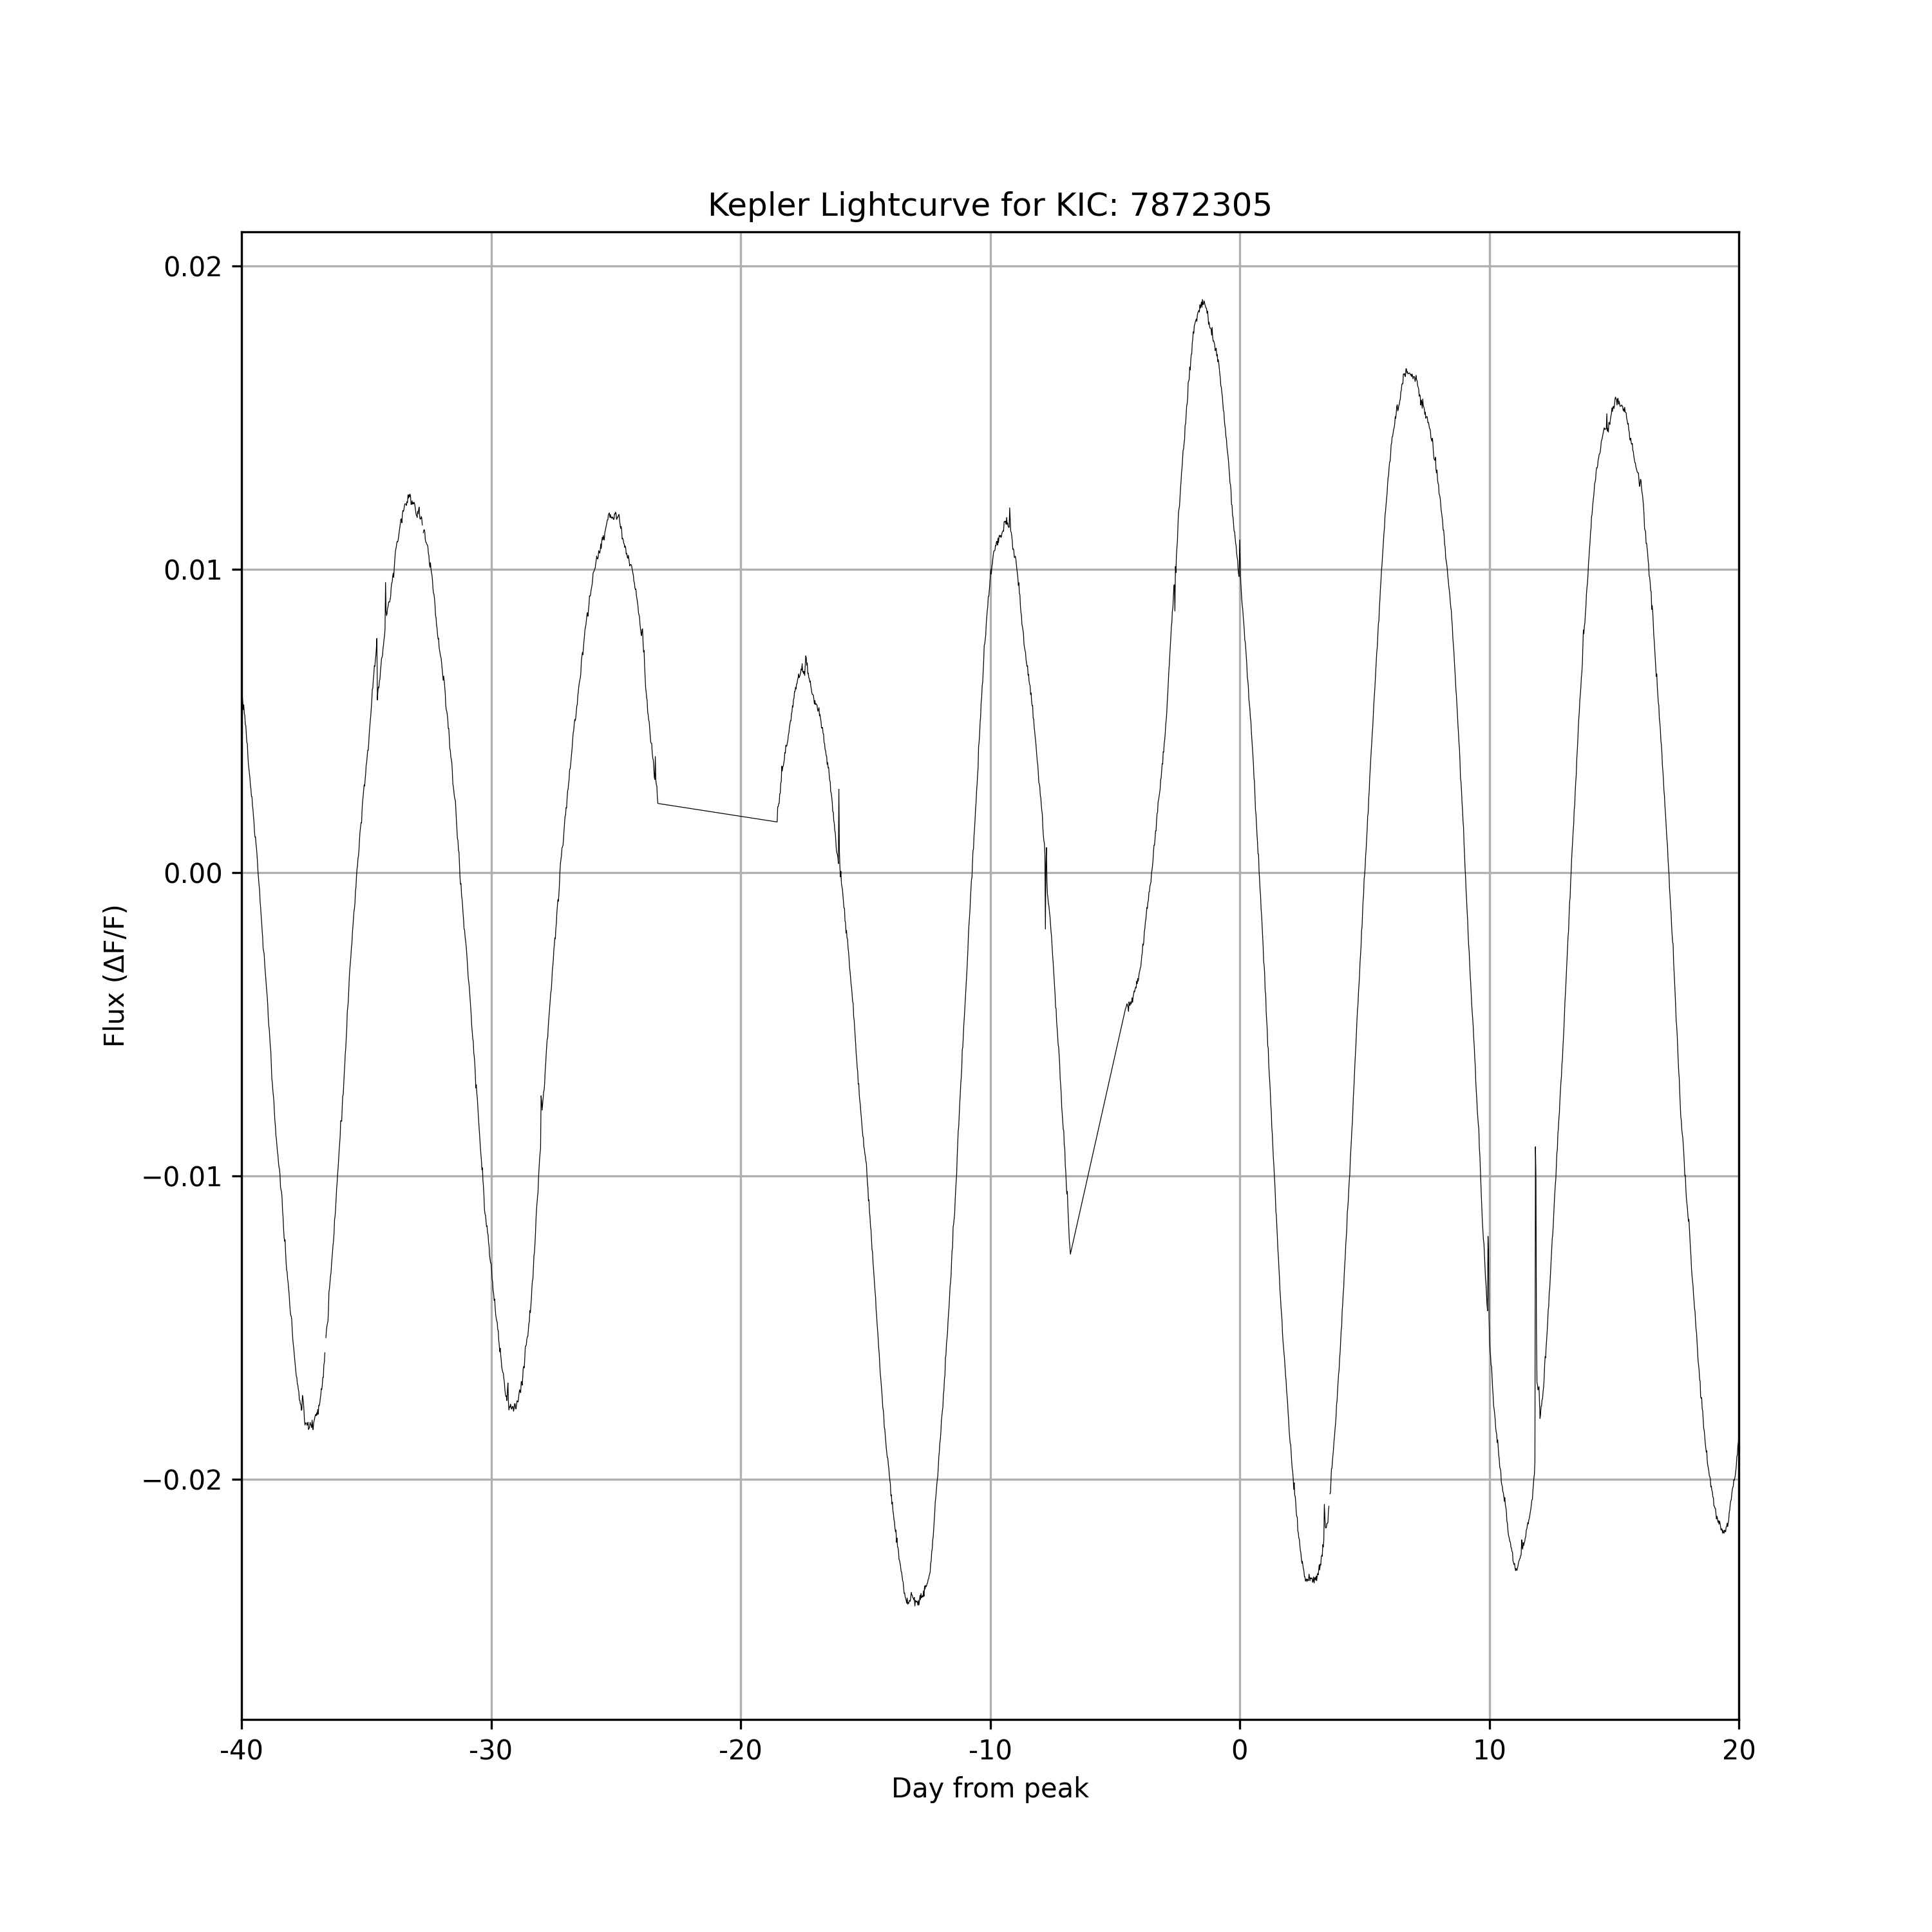 Kepler Lightcurve for KIC: 7872305
0.02
0.01
0.00
−0.01
−0.02
Flux (ΔF/F)
-40 -30 -20 -10 0 10 20
Day from peak